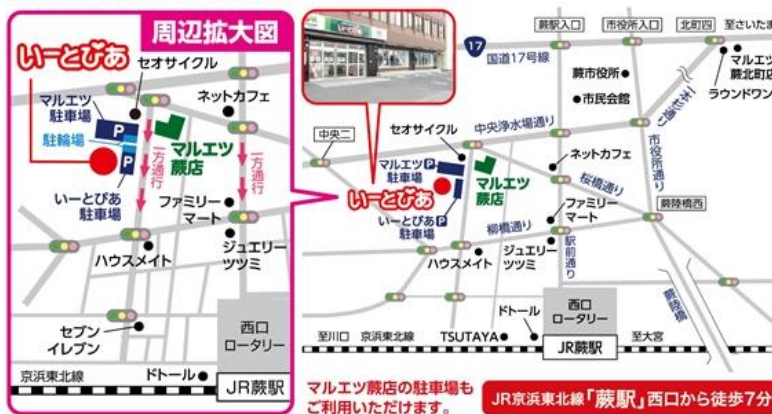 周辺拡大図
いーとぴあ
セオサイクル
ネットカフェ
マルエツ
駐車場
P
駐輪場
P
マルエツ
蕨店
一方通行
一方通行
いーとぴあ
駐車場
ファミリー
マート
ハウスメイト
ジュエリー
ツツミ
セブン
イレブン
西口
ロータリー
京浜東北線
ドトール
JR蕨駅
蕨駅入口
市役所入口
北町四
至さいたま
17
国道17号線
マルエツ
蕨北町店
ラウンドワン
蕨市役所
市民会館
一本杉通り
中央二
セオサイクル
中央浄水場通り
市役所通り
マルエツP
駐車場
マルエツ
蕨店
ネットカフェ
桜橋通り
いーとぴあ
いーとぴあP
駐車場
ファミリー
マート
蕨陸橋西
柳橋通り
ハウスメイト
ジュエリー
ツツミ
駅前通り
蕨陸橋
西口
ロータリー
至川口
京浜東北線
TSUTAYA
ドトール
至大宮
JR蕨駅
マルエツ蕨店の駐車場も
ご利用いただけます。
JR京浜東北線「蕨駅」西口から徒歩7分